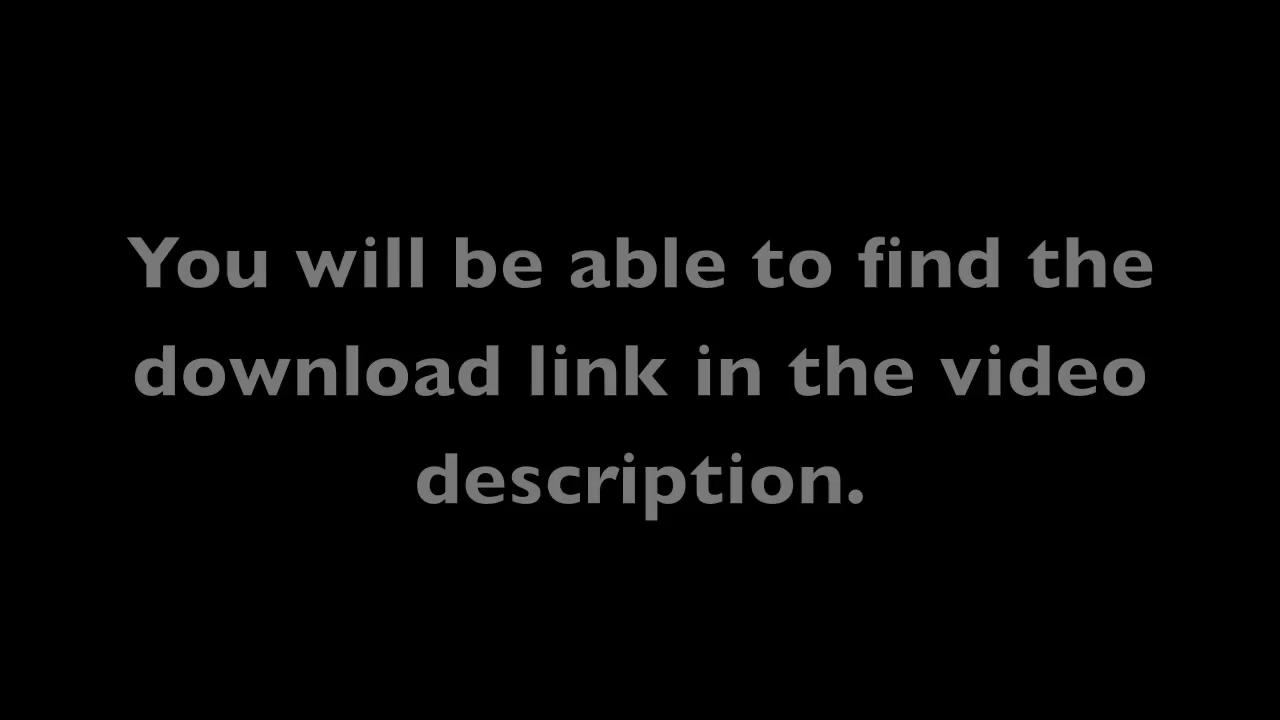 You will be able to find the
download link in the video
description.